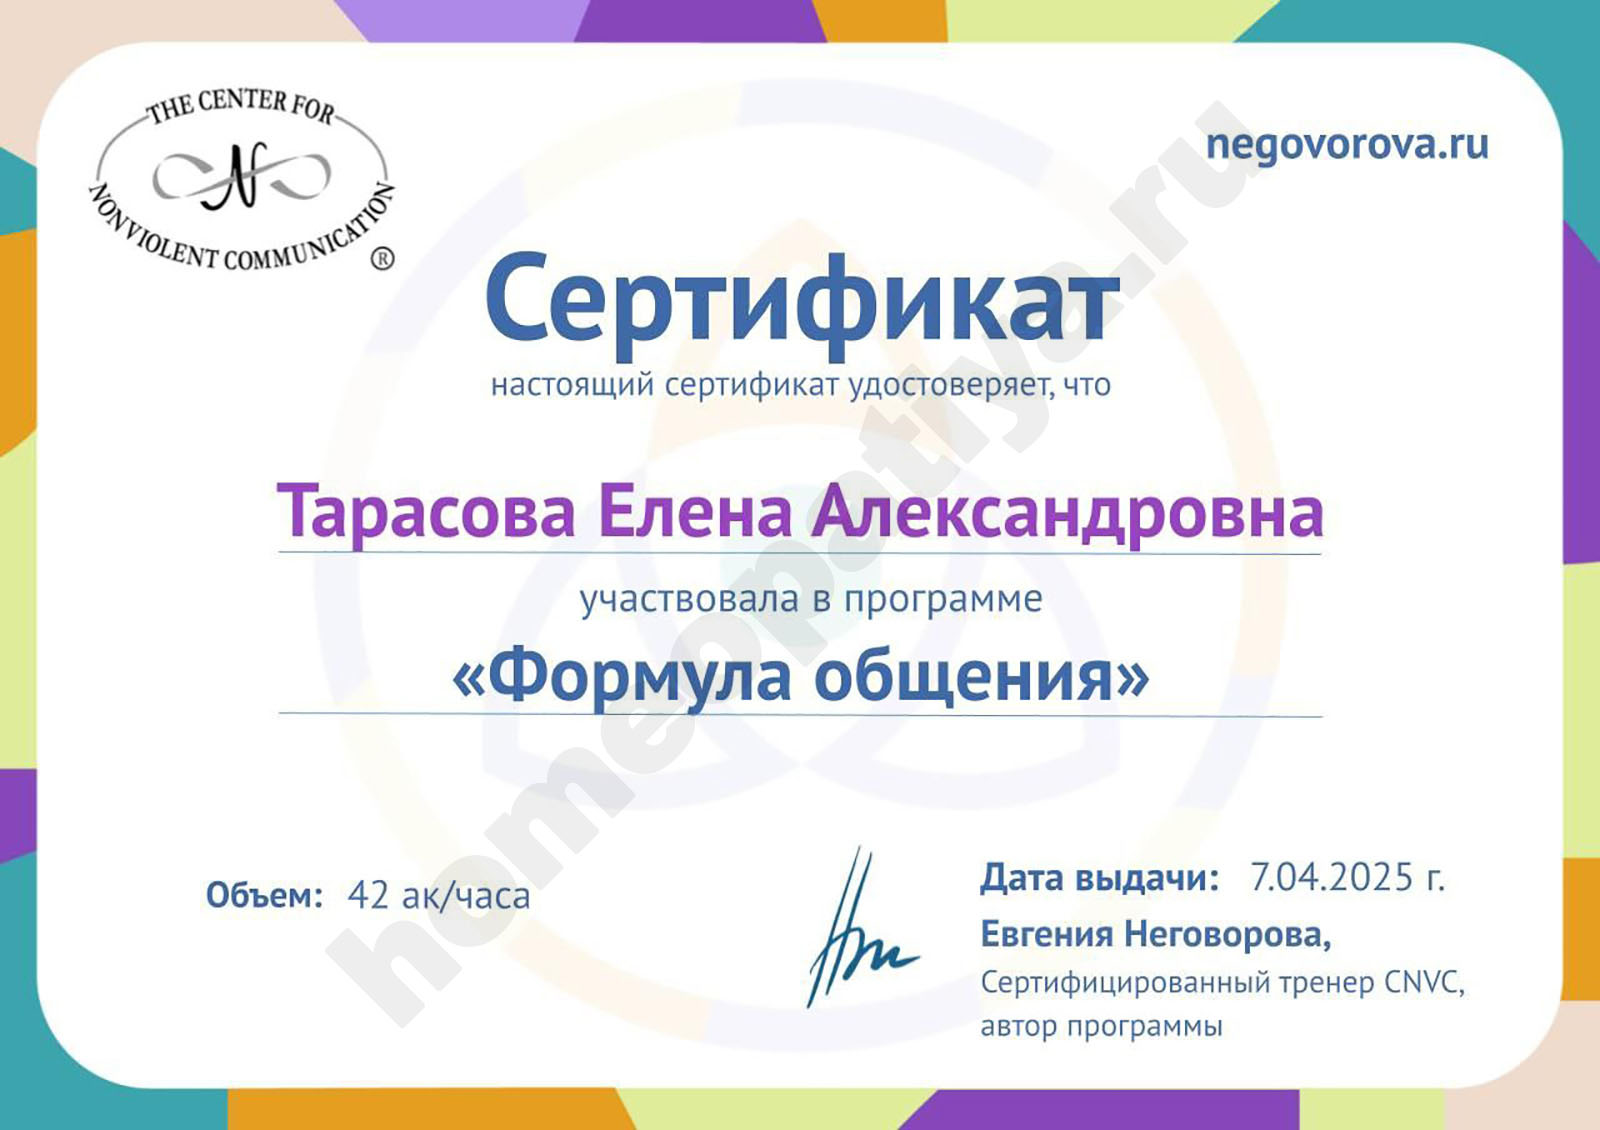 THE CENTER FOR
N
NONVIOLENT COMMUNICATION
®
negovorova.ru
Сертификат
настоящий сертификат удостоверяет, что
Тарасова Елена Александровна
участвовала в программе
«Формула общения»
Объем: 42 ак/часа
Дата выдачи: 7.04.2025 г.
Евгения Неговорова,
Сертифицированный тренер CNVC,
автор программы
homeopatiya.ru